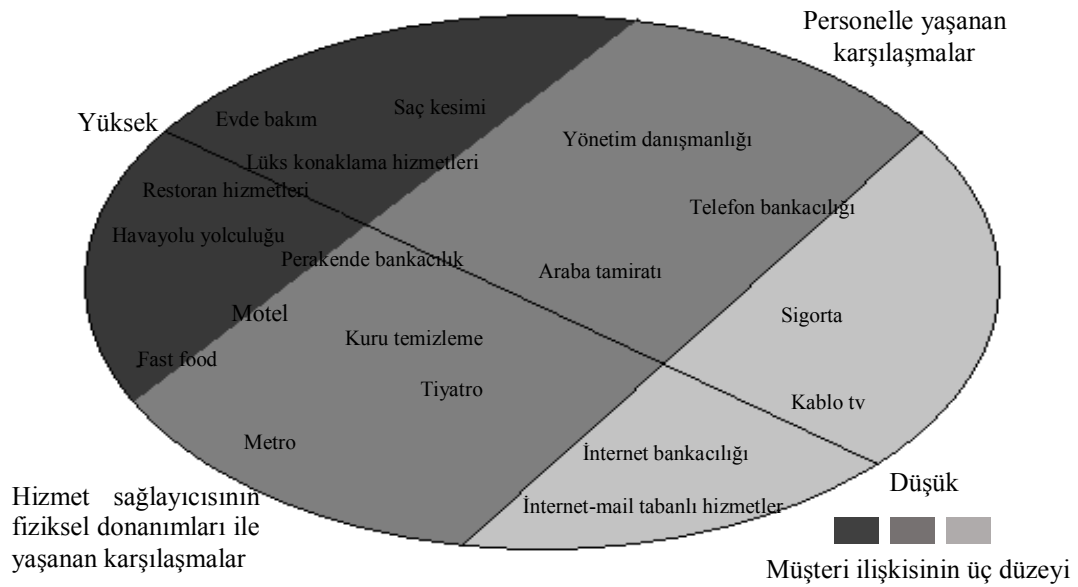 Personelle yaşanan
karşılaşmalar
Yüksek
Evde bakım
Saç kesimi
Lüks konaklama hizmetleri
Yönetim danışmanlığı
Restoran hizmetleri
Telefon bankacılığı
Havayolu yolculuğu
Perakende bankacılık
Araba tamiratı
Motel
Sigorta
Kuru temizleme
Fast food
Tiyatro
Kablo tv
Metro
İnternet bankacılığı
Düşük
İnternet-mail tabanlı hizmetler
Hizmet sağlayıcısının
fiziksel donanımları ile
yaşanan karşılaşmalar
Müşteri ilişkisinin üç düzeyi